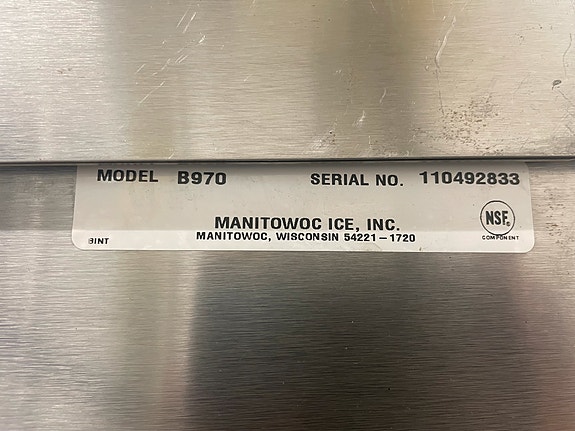 MODEL B970 SERIAL NO. 110492833
MANITOWOC ICE, INC.
MANITOWOC, WISCONSIN 54221-1720
BINT
NSF®
COMPONENT